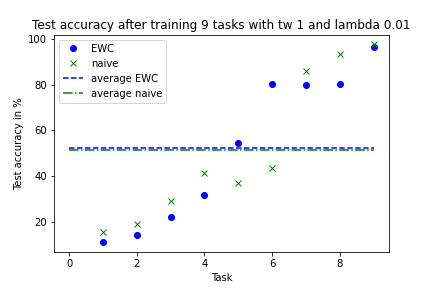 Test accuracy after training 9 tasks with tw 1 and lambda 0.01
100
80
60
40
20
Test accuracy in %
EWC
naive
average EWC
average naive
0
2
4
6
8
Task